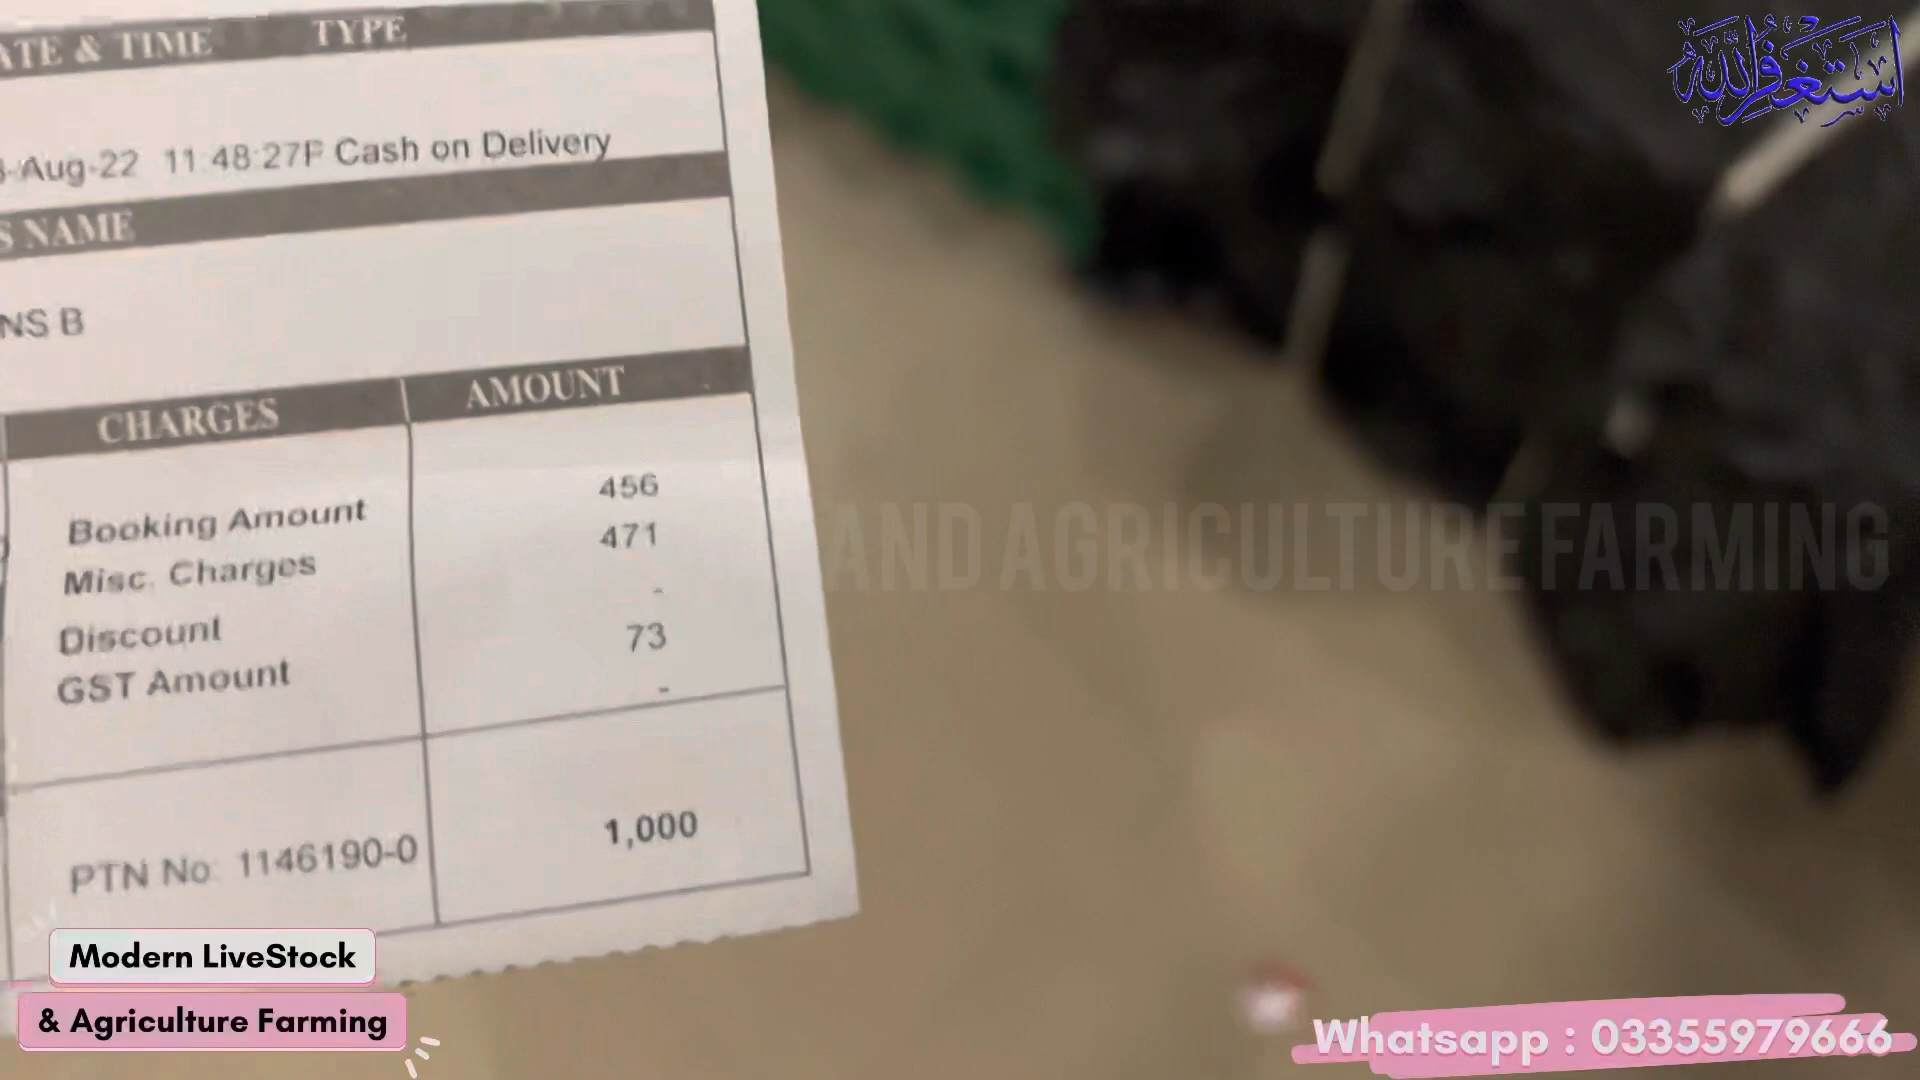 ATE & TIME TYPE
-Aug-22 11:48:27P Cash on Delivery
S NAME
NS B
CHARGES AMOUNT
Booking Amount 456
Misc. Charges 471
Discount -
GST Amount 73
-
PTN No: 1146190-0 1,000
استغفر اللہ
AND AGRICULTURE FARMING
Modern LiveStock
& Agriculture Farming
Whatsapp : 03355979666